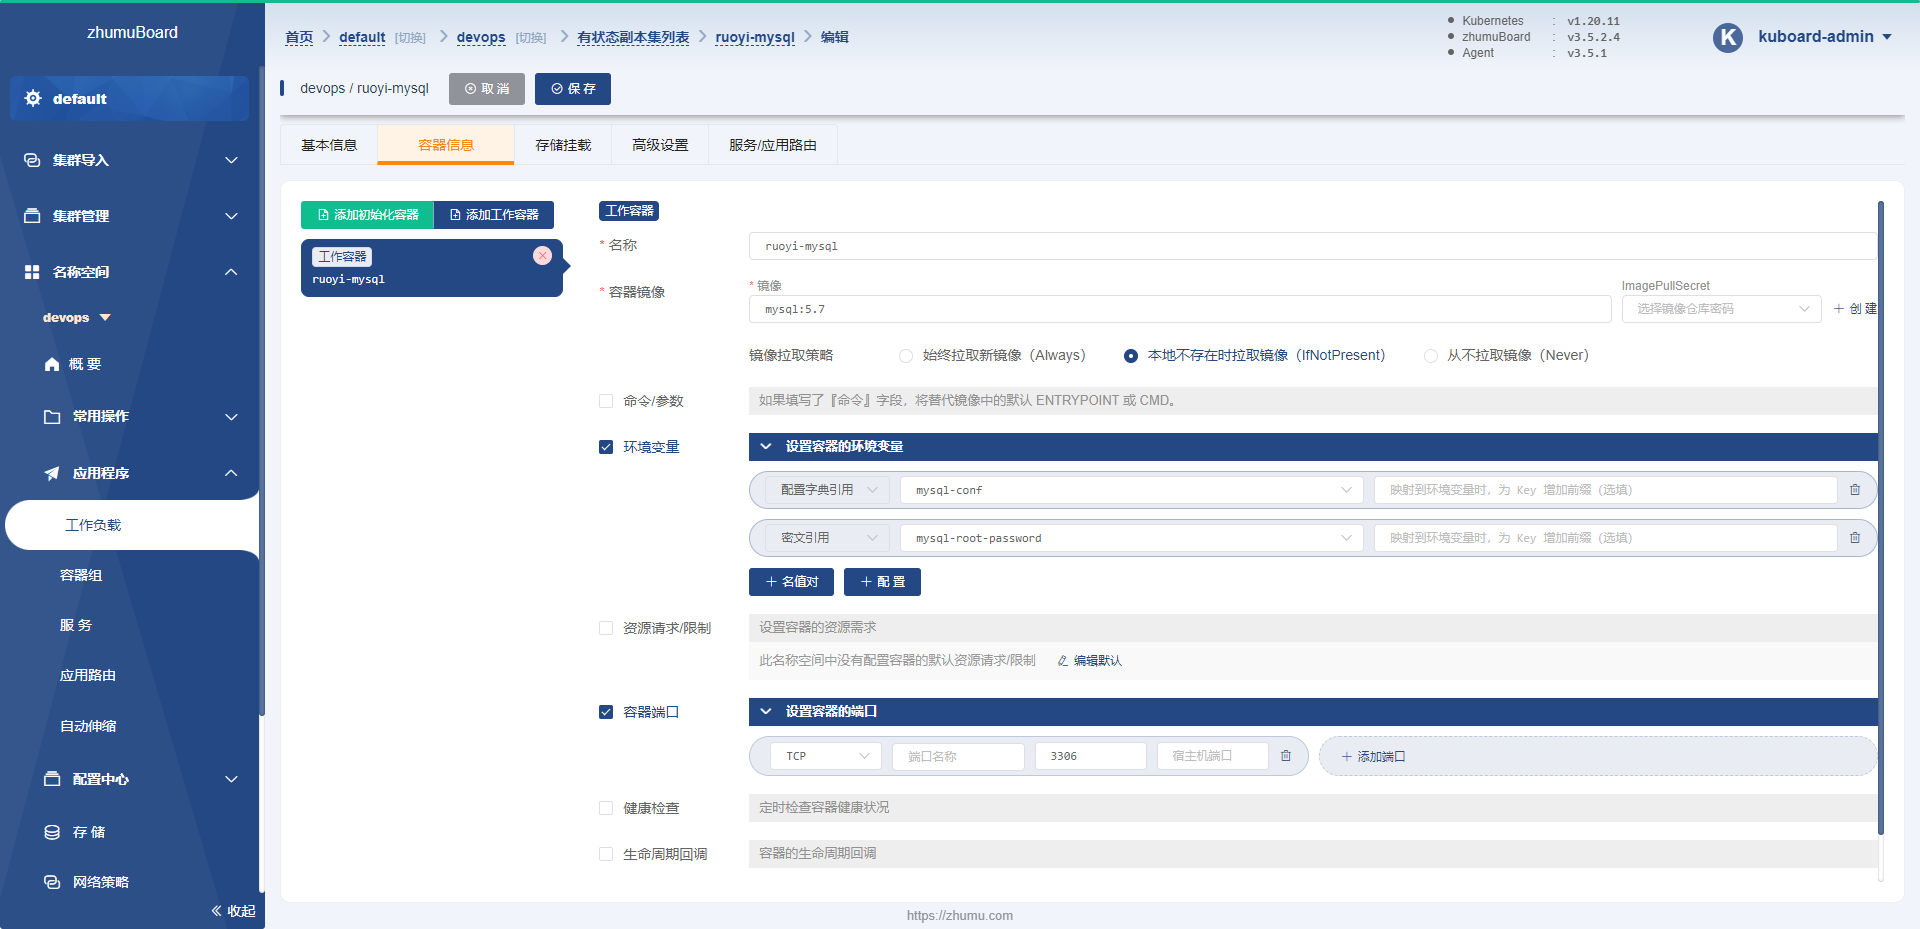 zhumuBoard
default
集群导入
集群管理
名称空间
devops
概 要
常用操作
应用程序
工作负载
容器组
服 务
应用路由
自动伸缩
配置中心
存 储
网络策略
收起
首页 default [切换] devops [切换] 有状态副本集列表 ruoyi-mysql 编辑
Kubernetes : v1.20.11
zhumuBoard : v3.5.2.4
Agent : v3.5.1
K kuboard-admin
devops / ruoyi-mysql 取 消 保 存
基本信息 容器信息 存储挂载 高级设置 服务/应用路由
添加初始化容器 添加工作容器
工作容器
ruoyi-mysql
工作容器
* 名称 ruoyi-mysql
* 容器镜像 * 镜像 ImagePullSecret
mysql:5.7 选择镜像仓库密码 + 创 建
镜像拉取策略 始终拉取新镜像（Always） 本地不存在时拉取镜像（IfNotPresent） 从不拉取镜像（Never）
命令/参数 如果填写了『命令』字段，将替代镜像中的默认 ENTRYPOINT 或 CMD。
环境变量 设置容器的环境变量
配置字典引用 mysql-conf 映射到环境变量时，为 Key 增加前缀（选填）
密文引用 mysql-root-password 映射到环境变量时，为 Key 增加前缀（选填）
+ 名值对 + 配 置
资源请求/限制 设置容器的资源需求
此名称空间中没有配置容器的默认资源请求/限制 编辑默认
容器端口 设置容器的端口
TCP 端口名称 3306 宿主机端口 + 添加端口
健康检查 定时检查容器健康状况
生命周期回调 容器的生命周期回调
https://zhumu.com